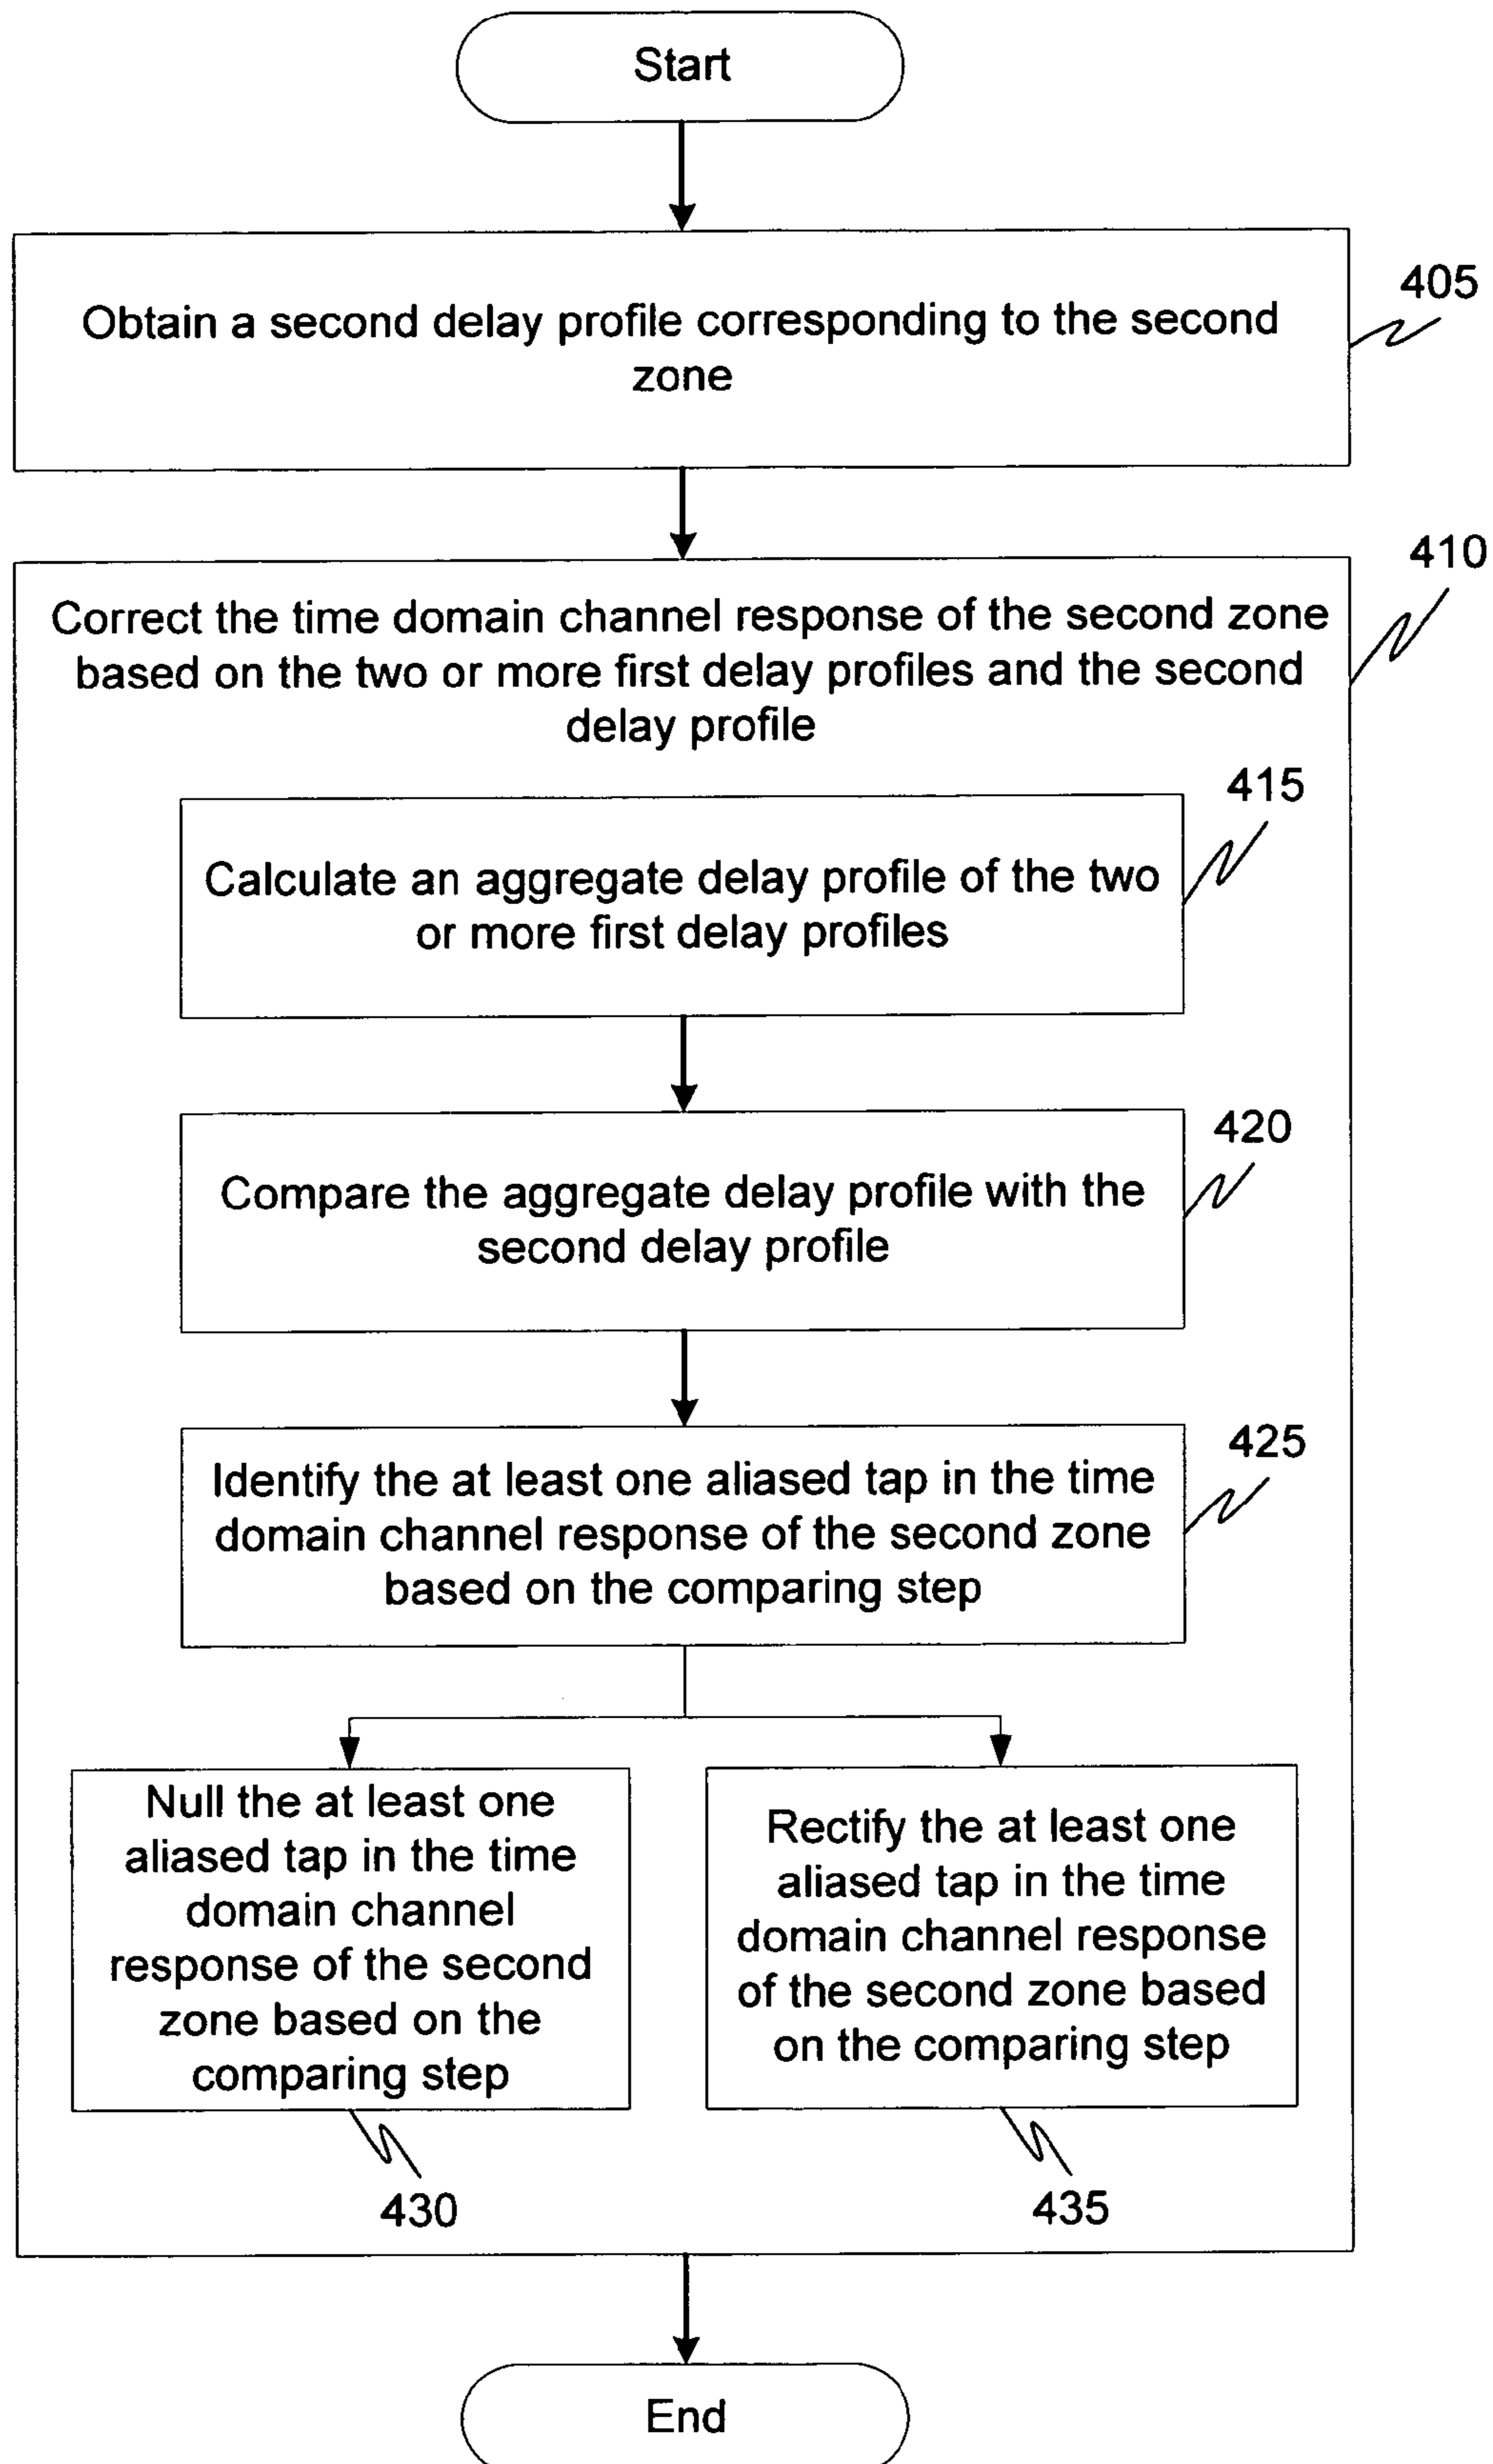 Start
405
Obtain a second delay profile corresponding to the second
zone
410
Correct the time domain channel response of the second zone
based on the two or more first delay profiles and the second
delay profile
415
Calculate an aggregate delay profile of the two
or more first delay profiles
420
Compare the aggregate delay profile with the
second delay profile
425
Identify the at least one aliased tap in the time
domain channel response of the second zone
based on the comparing step
Null the at least one
aliased tap in the time
domain channel
response of the second
zone based on the
comparing step
430
Rectify the at least one
aliased tap in the time
domain channel response
of the second zone based
on the comparing step
435
End